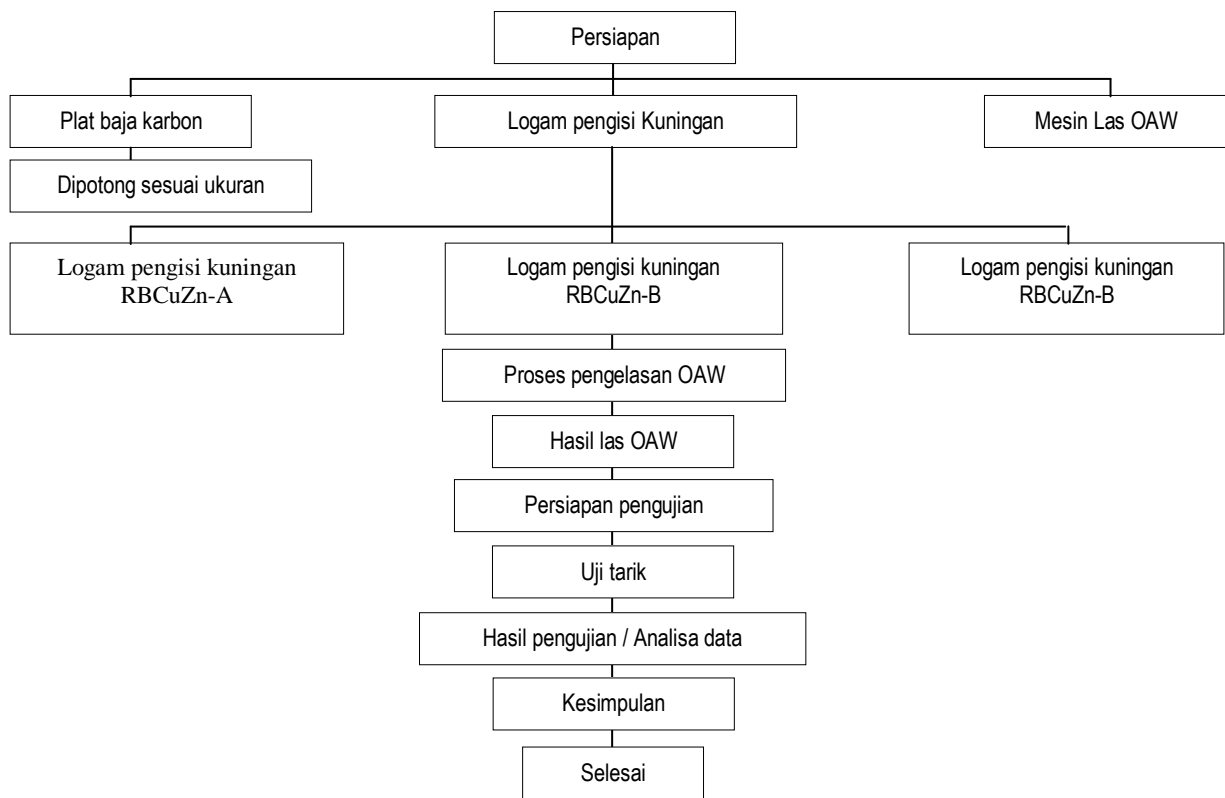 Persiapan
Plat baja karbon
Logam pengisi Kuningan
Mesin Las OAW
Dipotong sesuai ukuran
Logam pengisi kuningan
RBCuZn-A
Logam pengisi kuningan
RBCuZn-B
Logam pengisi kuningan
RBCuZn-B
Proses pengelasan OAW
Hasil las OAW
Persiapan pengujian
Uji tarik
Hasil pengujian / Analisa data
Kesimpulan
Selesai